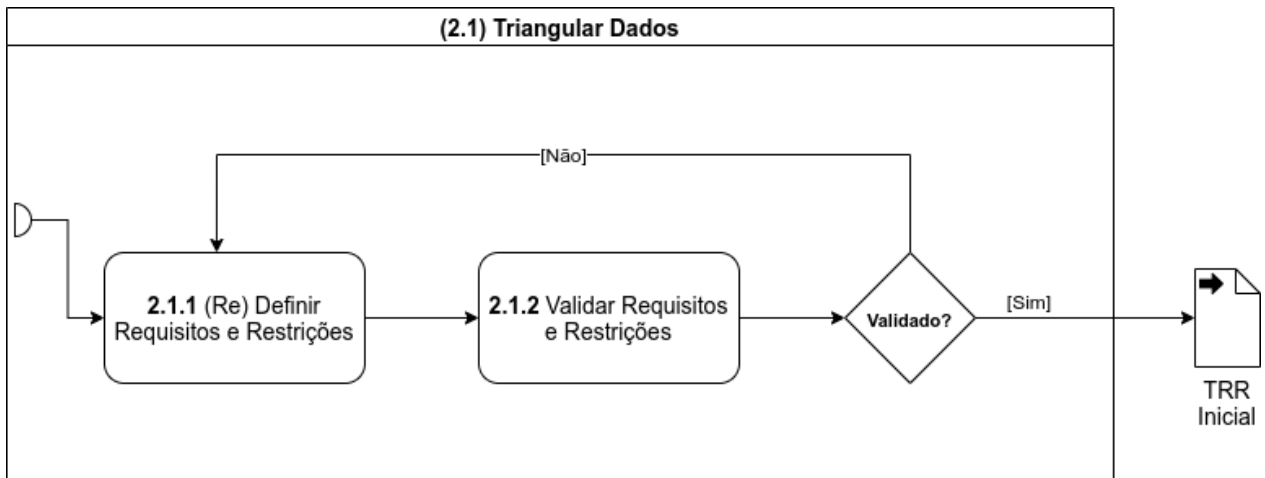 (2.1) Triangular Dados
[Não]
2.1.1 (Re) Definir
Requisitos e Restrições
2.1.2 Validar Requisitos
e Restrições
Validado?
[Sim]
TRR
Inicial